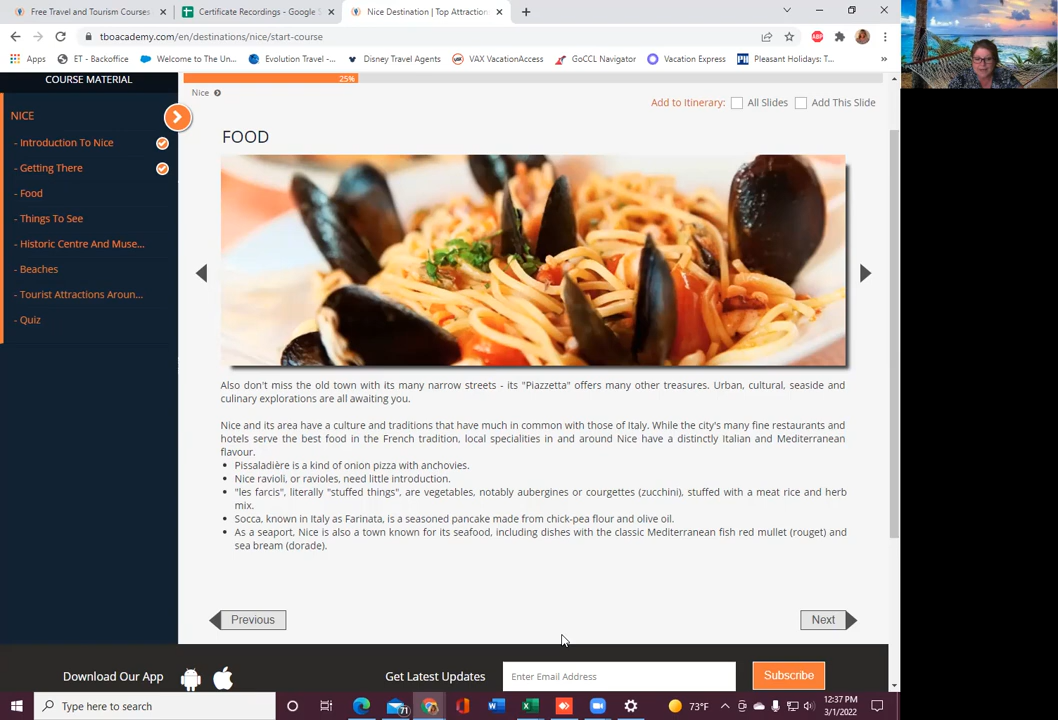 Free Travel and Tourism Courses
Certificate Recordings - Google S
Nice Destination | Top Attraction
tboacademy.com/en/destinations/nice/start-course
Apps
ET - Backoffice
Welcome to The Un...
Evolution Travel -...
Disney Travel Agents
VAX VacationAccess
GoCCL Navigator
Vacation Express
Pleasant Holidays: T...
ABP
COURSE MATERIAL
25%
NICE
- Introduction To Nice
- Getting There
- Food
- Things To See
- Historic Centre And Muse...
- Beaches
- Tourist Attractions Aroun...
- Quiz
Nice
Add to Itinerary: All Slides Add This Slide
FOOD
Also don't miss the old town with its many narrow streets - its "Piazzetta" offers many other treasures. Urban, cultural, seaside and
culinary explorations are all awaiting you.
Nice and its area have a culture and traditions that have much in common with those of Italy. While the city's many fine restaurants and
hotels serve the best food in the French tradition, local specialities in and around Nice have a distinctly Italian and Mediterranean
flavour.
• Pissaladière is a kind of onion pizza with anchovies.
• Nice ravioli, or ravioles, need little introduction.
• "les farcis", literally "stuffed things", are vegetables, notably aubergines or courgettes (zucchini), stuffed with a meat rice and herb
mix.
• Socca, known in Italy as Farinata, is a seasoned pancake made from chick-pea flour and olive oil.
• As a seaport, Nice is also a town known for its seafood, including dishes with the classic Mediterranean fish red mullet (rouget) and
sea bream (dorade).
Previous
Next
Download Our App
Get Latest Updates
Enter Email Address
Subscribe
Type here to search
71
73°F
12:37 PM
3/1/2022